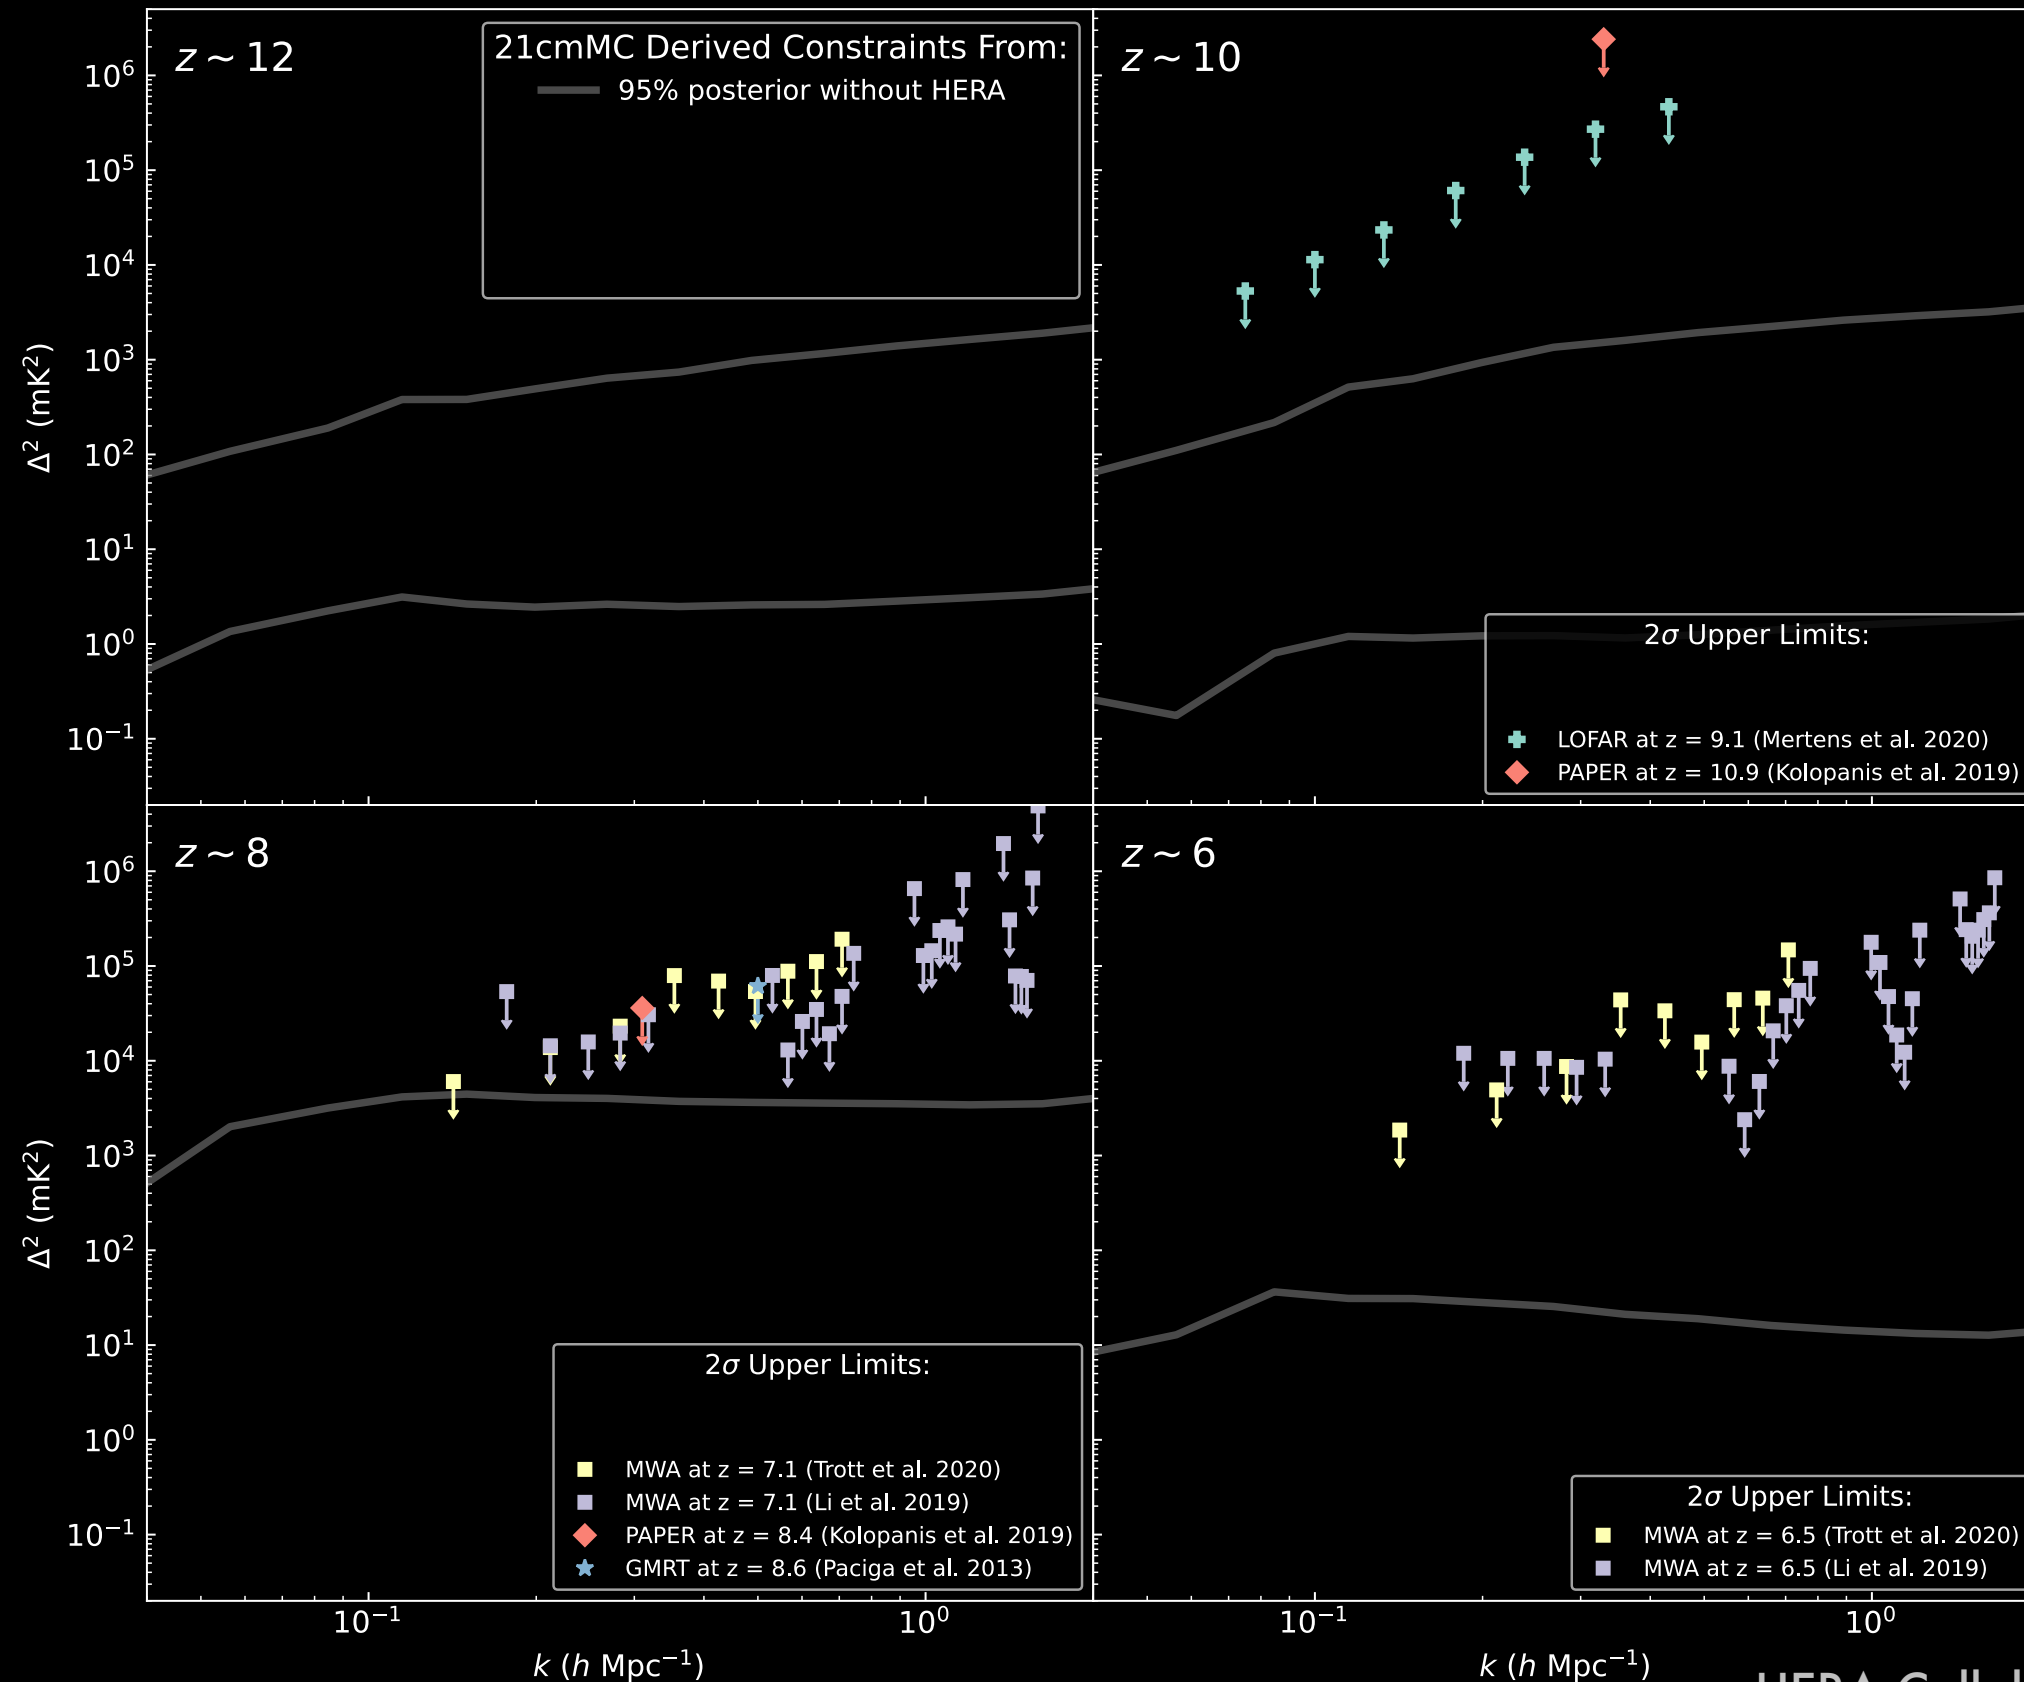 z ~ 12
21cmMC Derived Constraints From:
95% posterior without HERA
10⁶
10⁵
10⁴
10³
10²
10¹
10⁰
10⁻¹
Δ² (mK²)
z ~ 10
2σ Upper Limits:
LOFAR at z = 9.1 (Mertens et al. 2020)
PAPER at z = 10.9 (Kolopanis et al. 2019)
z ~ 8
10⁶
10⁵
10⁴
10³
10²
10¹
10⁰
10⁻¹
Δ² (mK²)
2σ Upper Limits:
MWA at z = 7.1 (Trott et al. 2020)
MWA at z = 7.1 (Li et al. 2019)
PAPER at z = 8.4 (Kolopanis et al. 2019)
GMRT at z = 8.6 (Paciga et al. 2013)
10⁻¹ 10⁰
k (h Mpc⁻¹)
z ~ 6
2σ Upper Limits:
MWA at z = 6.5 (Trott et al. 2020)
MWA at z = 6.5 (Li et al. 2019)
10⁻¹ 10⁰
k (h Mpc⁻¹)
HERA